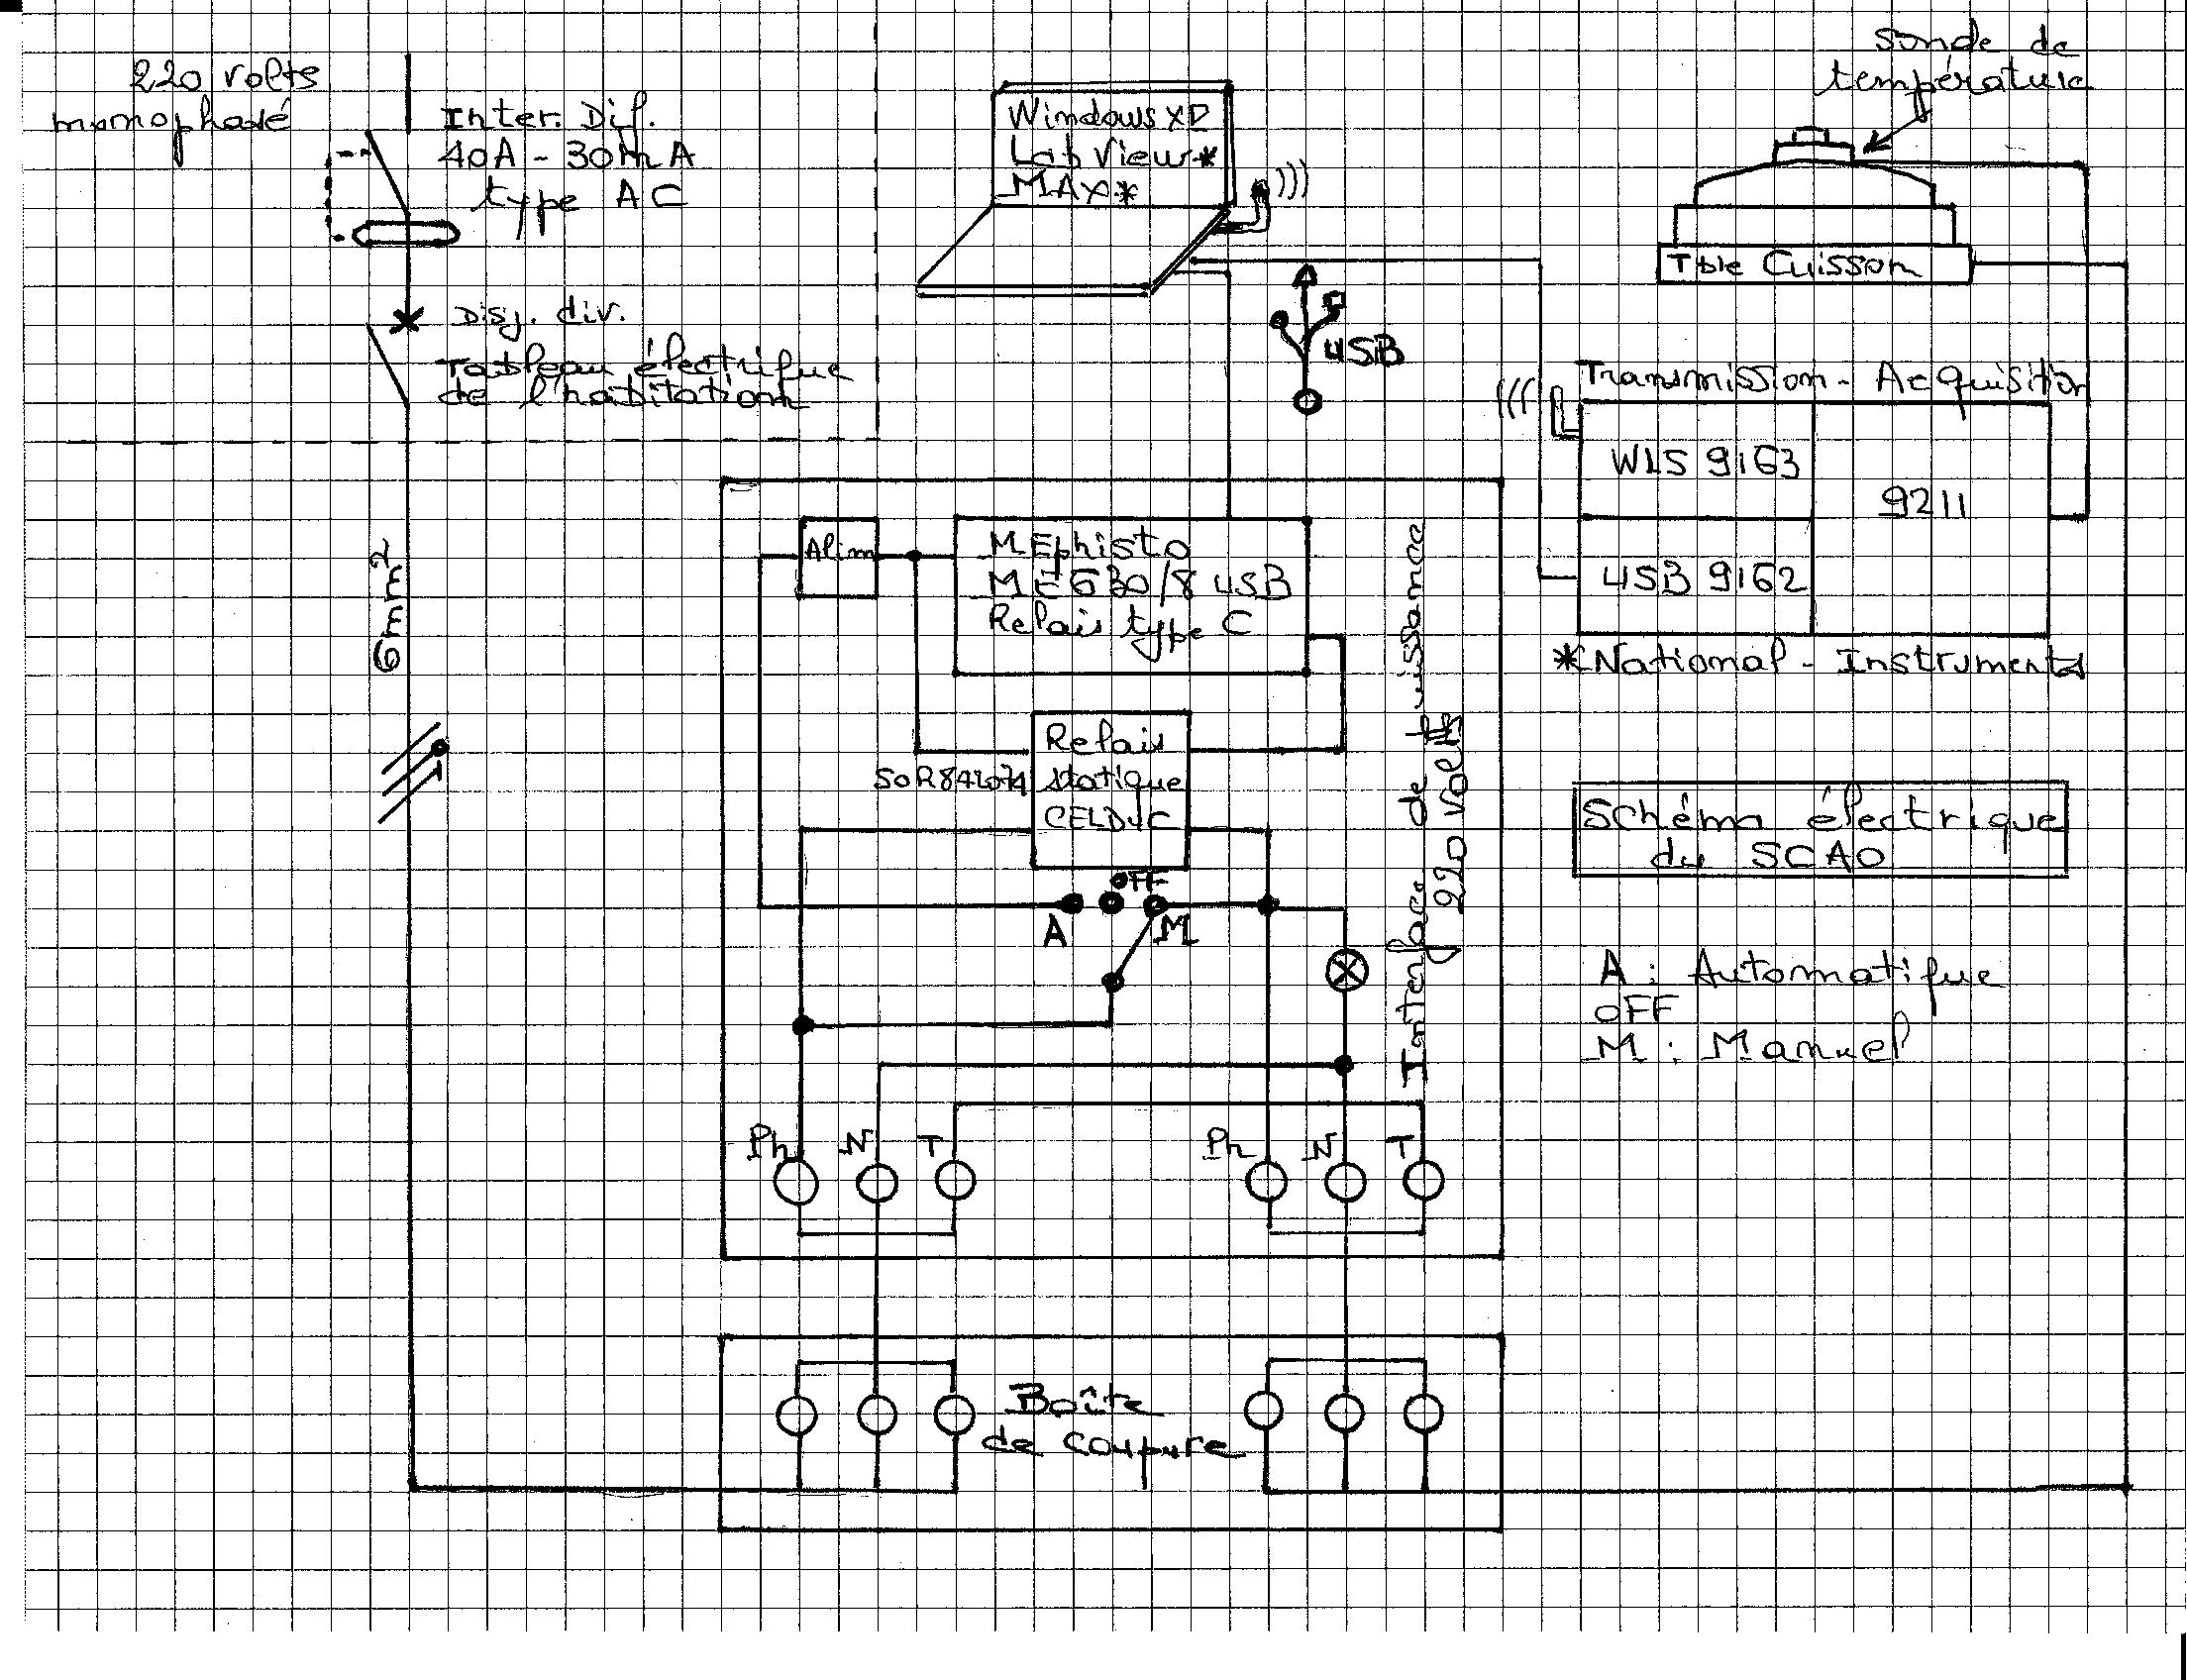 220 volts
monophasé
Inter. Dif.
40A - 30mA
type AC
Disj. div.
Tableau électrique
de l'habitation
6mm²
Windows XP
LabView*
MAX*
USB
sonde de
température
Tble Cuisson
Transmission - Acquisition
WLS 9163
9211
USB 9162
*National - Instruments
Alim
MEphisto
ME630/8 USB
Relais type C
Relais
statique
CELDUC
SOR842074
OFF
A
M
Interface de puissance
220 volts
Ph N T
Ph N T
Boîte
de coupure
Schéma électrique
du SCAO
A : Automatique
OFF
M : Manuel